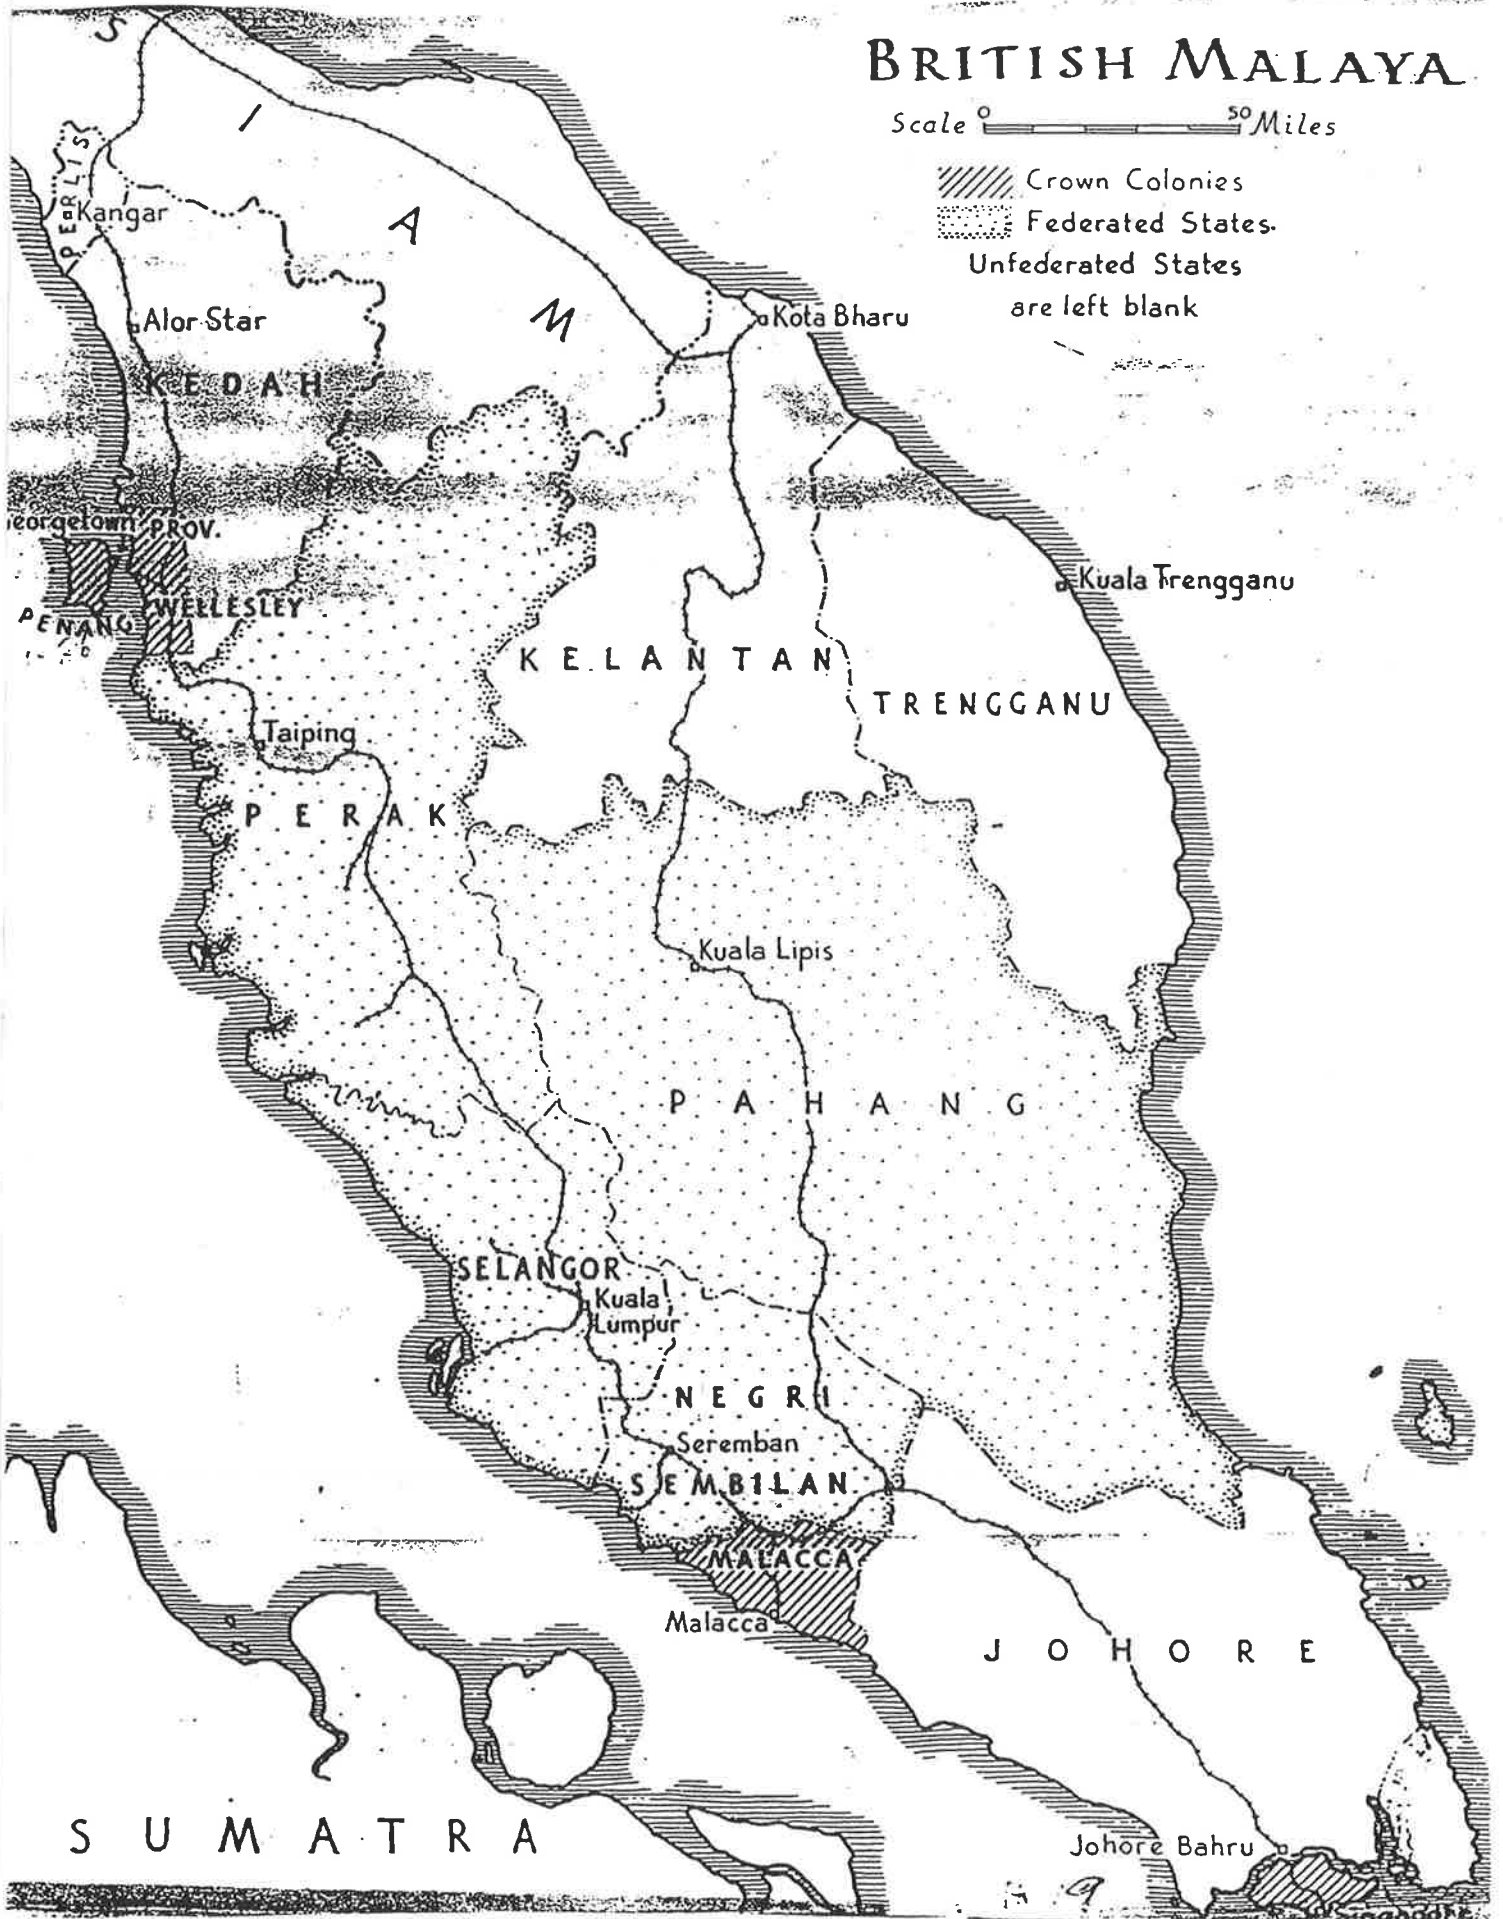 BRITISH MALAYA
Scale 0 50 Miles
Crown Colonies
Federated States.
Unfederated States
are left blank
SIAM
PERLIS
Kangar
Alor Star
KEDAH
Kota Bharu
eorgetown
PROV.
WELLESLEY
PENANG
Kuala Trengganu
KELANTAN
TRENGGANU
Taiping
PERAK
Kuala Lipis
PAHANG
SELANGOR
Kuala
Lumpur
NEGRI
Seremban
SEMBILAN
MALACCA
Malacca
JOHORE
SUMATRA
Johore Bahru